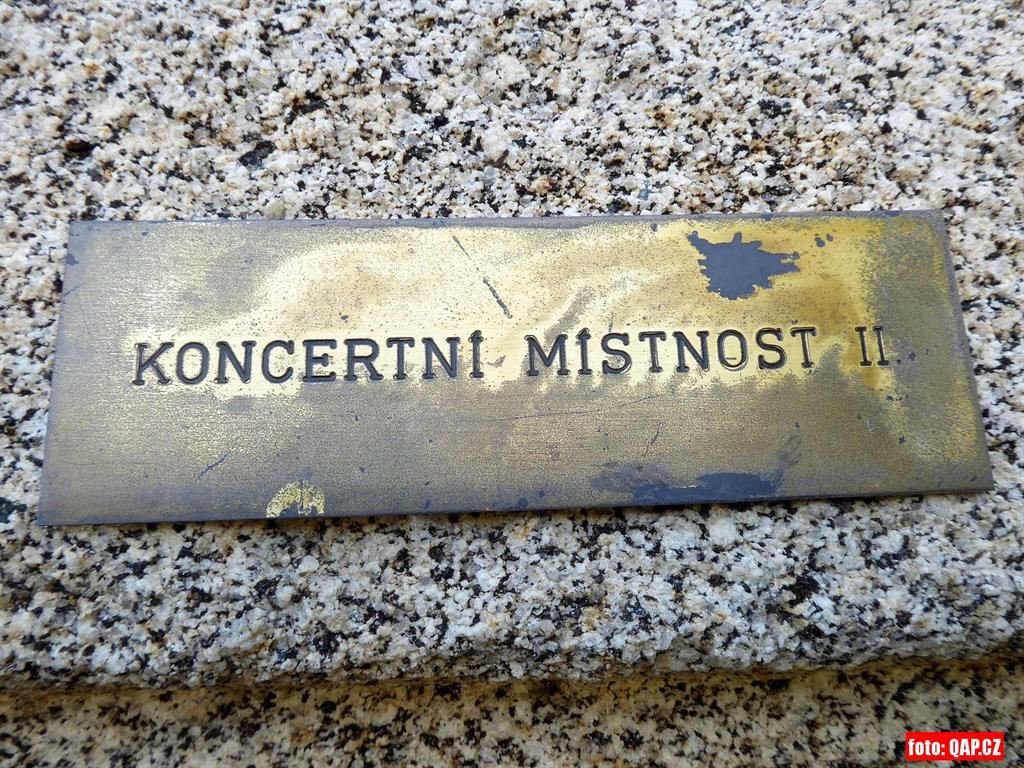 KONCERTNÍ MÍSTNOST II.
foto: QAP.CZ